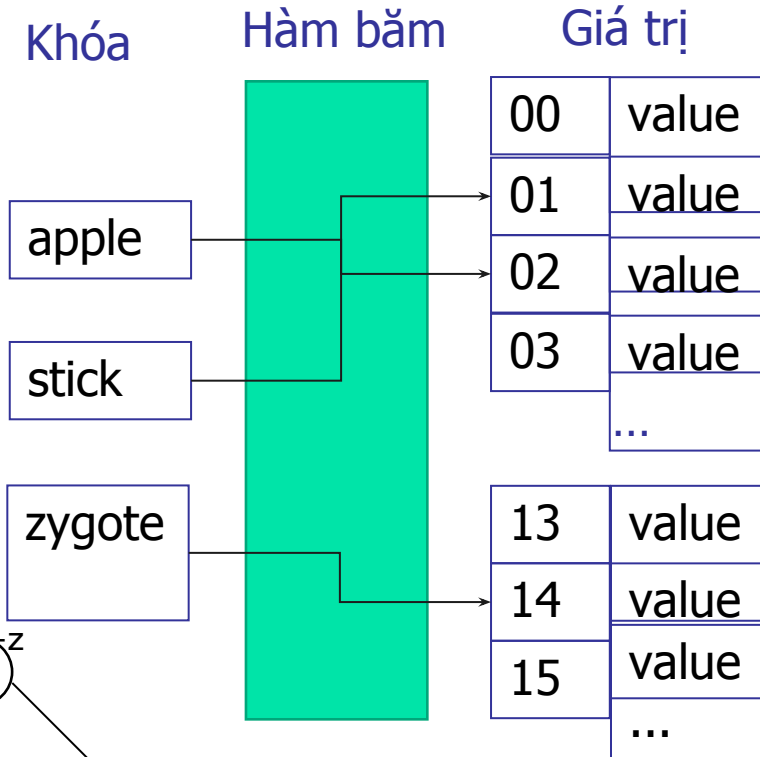 Khóa
Hàm băm
Giá trị
apple
stick
zygote
-z
00 value
01 value
02 value
03 value
...
13 value
14 value
15 value
...